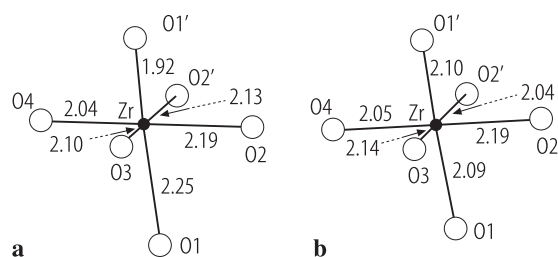 O1′
1.92
O2′
O4
2.04
Zr
2.13
2.10
2.19
O3
O2
2.25
O1
a
O1′
2.10
O2′
O4
2.05
Zr
2.04
2.14
2.19
O3
O2
2.09
O1
b